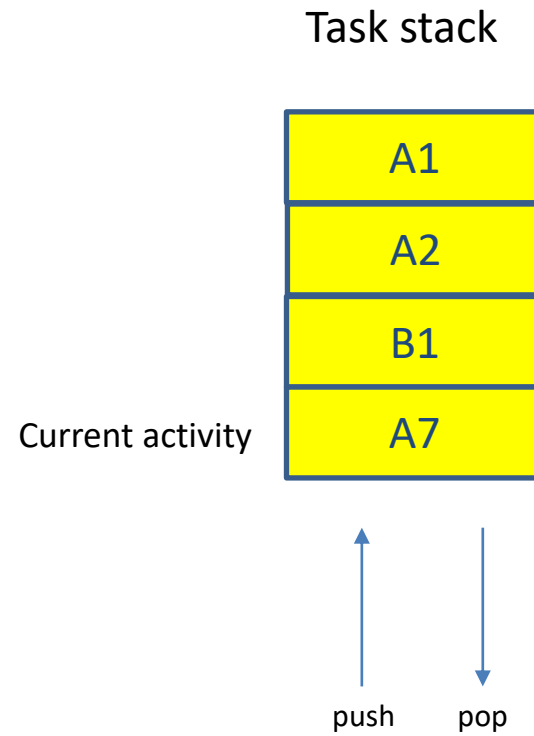 Task stack
A1
A2
B1
Current activity A7
push pop